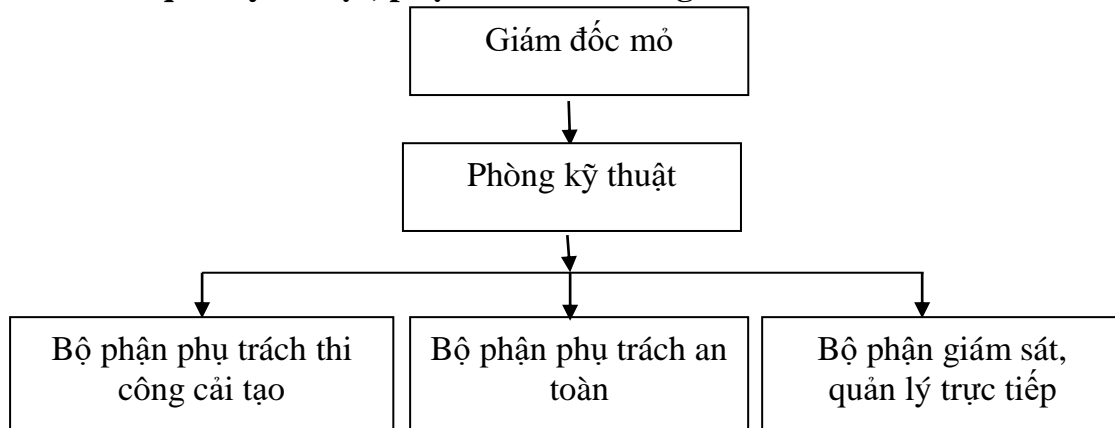 Giám đốc mỏ
Phòng kỹ thuật
Bộ phận phụ trách thi
công cải tạo
Bộ phận phụ trách an
toàn
Bộ phận giám sát,
quản lý trực tiếp